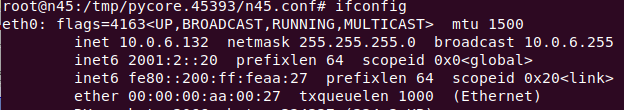 root@n45:/tmp/pycore.45393/n45.conf# ifconfig
eth0: flags=4163<UP,BROADCAST,RUNNING,MULTICAST>  mtu 1500
        inet 10.0.6.132  netmask 255.255.255.0  broadcast 10.0.6.255
        inet6 2001:2::20  prefixlen 64  scopeid 0x0<global>
        inet6 fe80::200:ff:feaa:27  prefixlen 64  scopeid 0x20<link>
        ether 00:00:00:aa:00:27  txqueuelen 1000  (Ethernet)